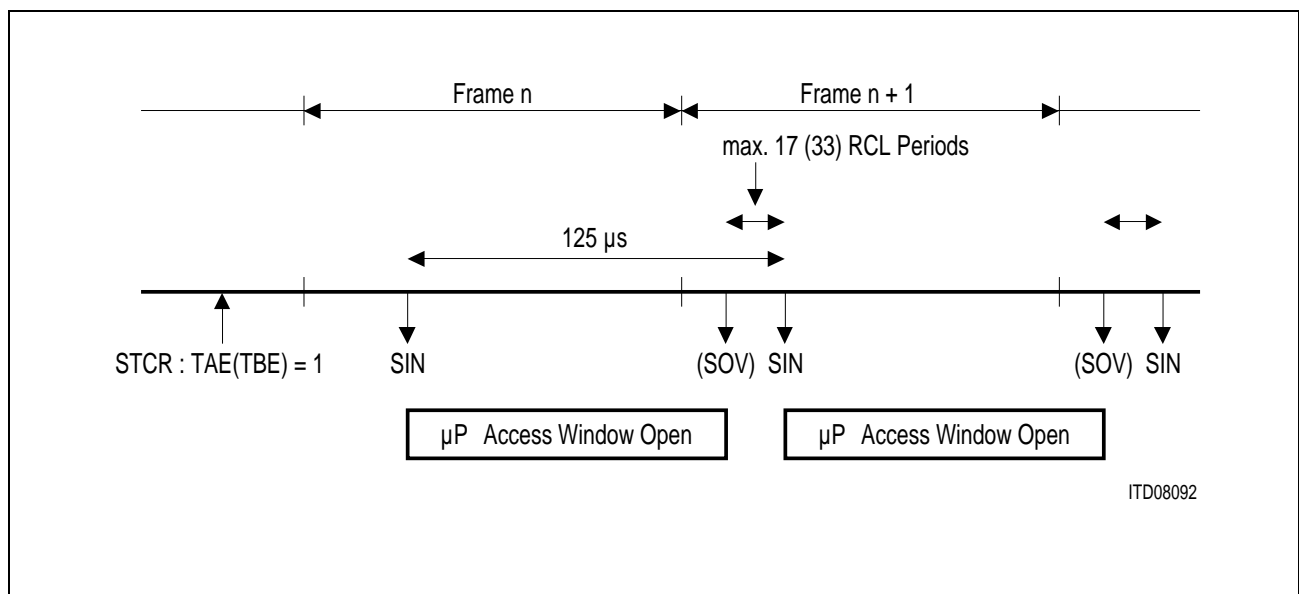 Frame n
Frame n + 1
max. 17 (33) RCL Periods
125 µs
STCR : TAE(TBE) = 1
SIN
(SOV) SIN
(SOV) SIN
µP Access Window Open
µP Access Window Open
ITD08092